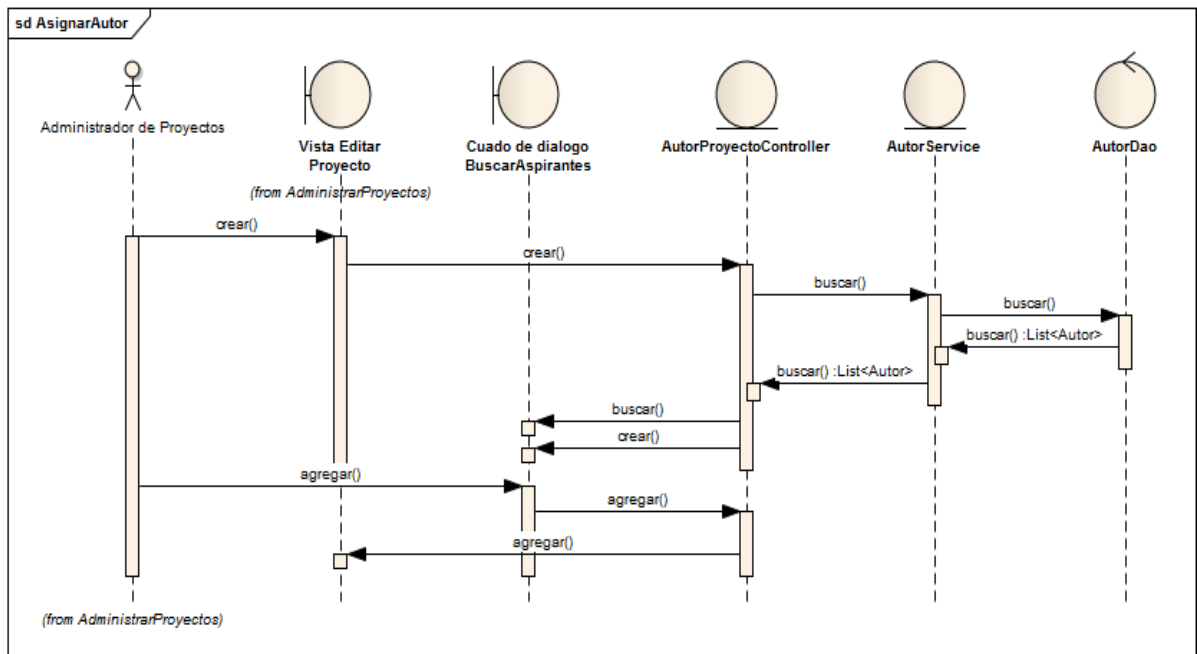 sd AsignarAutor
Administrador de Proyectos
Vista Editar
Proyecto
(from AdministrarProyectos)
Cuado de dialogo
BuscarAspirantes
AutorProyectoController
AutorService
AutorDao
crear()
crear()
buscar()
buscar()
buscar() :List<Autor>
buscar() :List<Autor>
buscar()
crear()
agregar()
agregar()
agregar()
(from AdministrarProyectos)